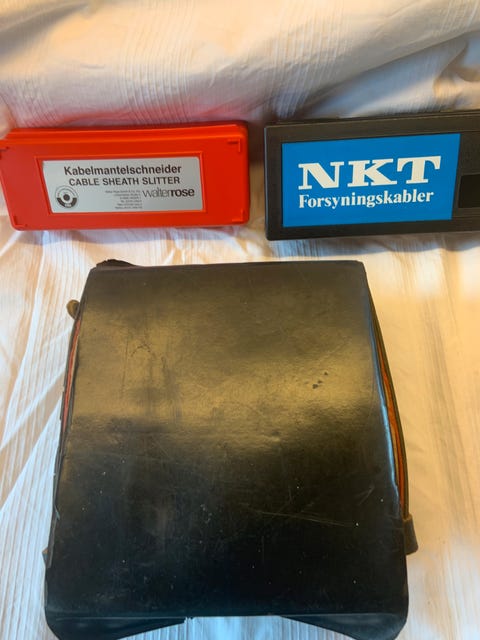 Kabelmantelschneider
CABLE SHEATH SLITTER
walterrose
NKT
Forsyningskabler